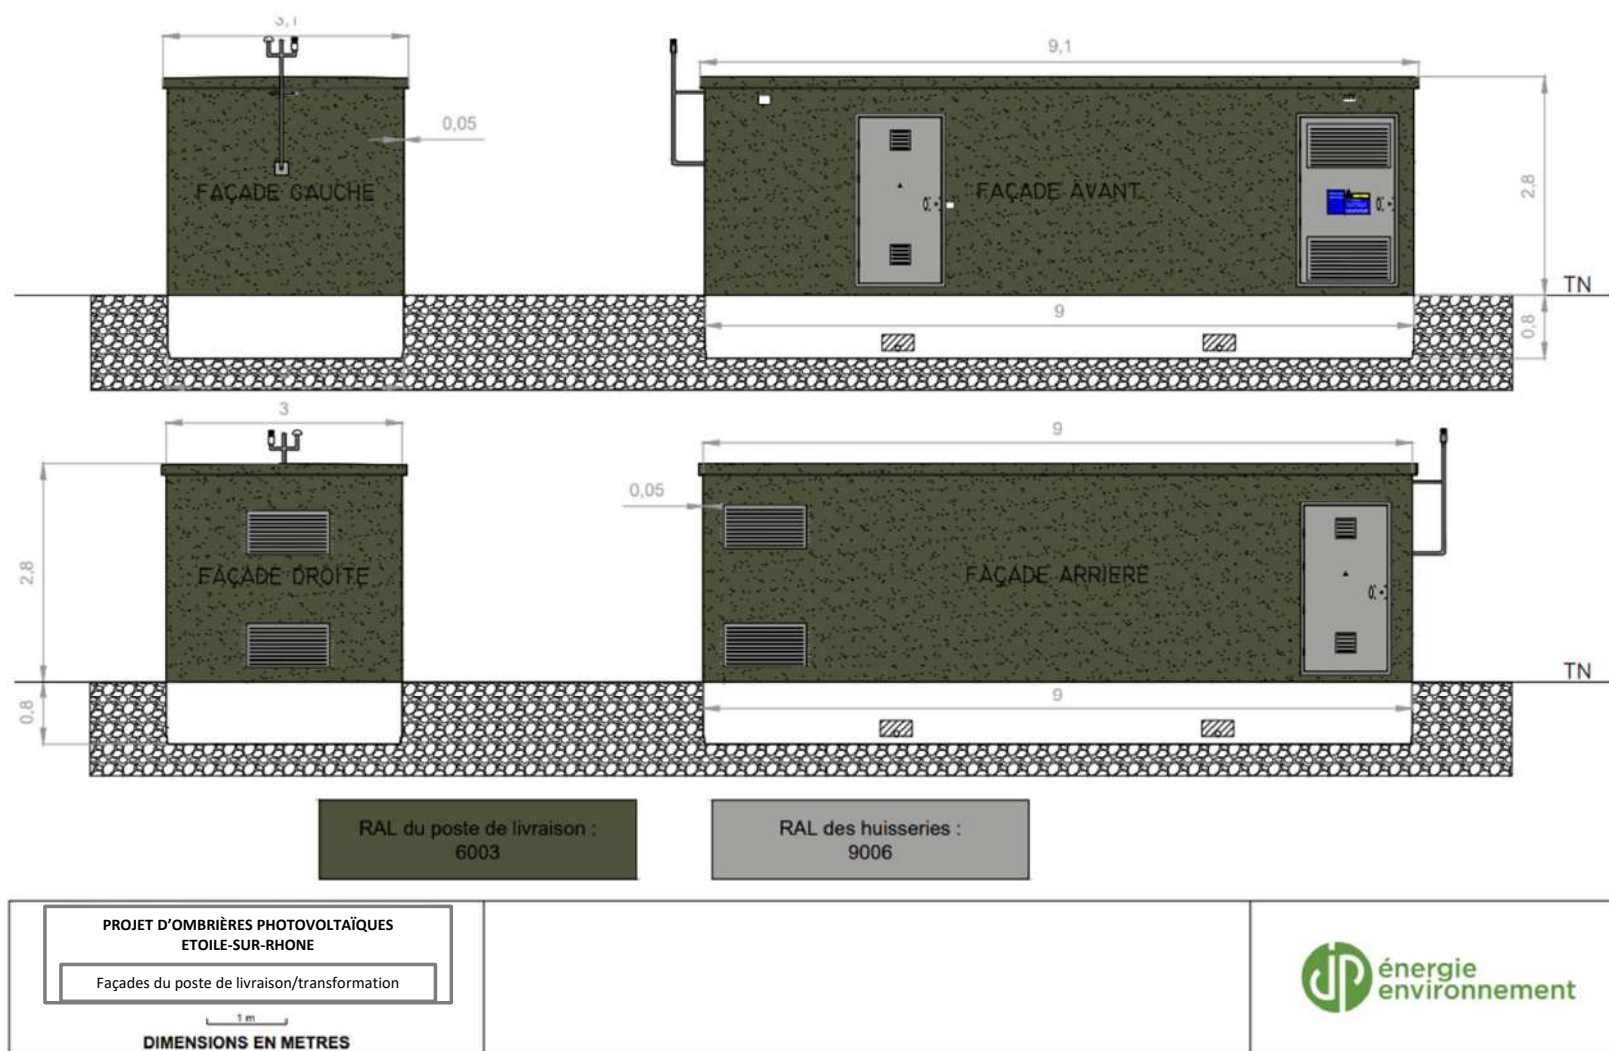 3,1
9,1
0,05
FAÇADE GAUCHE
FAÇADE AVANT
2,8
TN
9
0,8
3
9
0,05
2,8
FAÇADE DROITE
FAÇADE ARRIERE
TN
0,8
9
RAL du poste de livraison :
6003
RAL des huisseries :
9006
PROJET D'OMBRIÈRES PHOTOVOLTAÏQUES
ETOILE-SUR-RHONE
Façades du poste de livraison/transformation
1 m
DIMENSIONS EN METRES
JP énergie
environnement